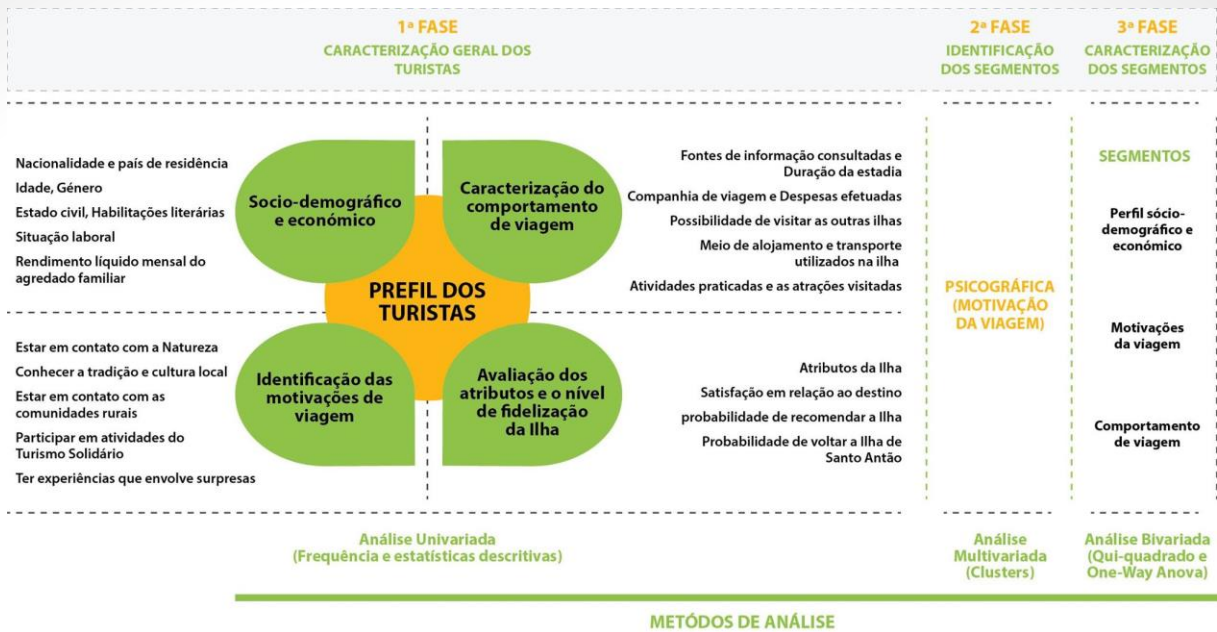 1ª FASE
CARACTERIZAÇÃO GERAL DOS
TURISTAS
2ª FASE
IDENTIFICAÇÃO
DOS SEGMENTOS
3ª FASE
CARACTERIZAÇÃO
DOS SEGMENTOS
Nacionalidade e país de residência
Idade, Género
Estado civil, Habilitações literárias
Situação laboral
Rendimento líquido mensal do
agredado familiar
Socio-demográfico
e económico
Caracterização do
comportamento
de viagem
Fontes de informação consultadas e
Duração da estadia
Companhia de viagem e Despesas efetuadas
Possibilidade de visitar as outras ilhas
Meio de alojamento e transporte
utilizados na ilha
Atividades praticadas e as atrações visitadas
PREFIL DOS
TURISTAS
Estar em contato com a Natureza
Conhecer a tradição e cultura local
Estar em contato com as
comunidades rurais
Participar em atividades do
Turismo Solidário
Ter experiências que envolve surpresas
Identificação das
motivações de
viagem
Avaliação dos
atributos e o nível
de fidelização
da Ilha
Atributos da Ilha
Satisfação em relação ao destino
probabilidade de recomendar a Ilha
Probabilidade de voltar a Ilha de
Santo Antão
PSICOGRÁFICA
(MOTIVAÇÃO
DA VIAGEM)
SEGMENTOS
Perfil sócio-
demográfico e
económico
Motivações
da viagem
Comportamento
de viagem
Análise Univariada
(Frequência e estatísticas descritivas)
Análise
Multivariada
(Clusters)
Análise Bivariada
(Qui-quadrado e
One-Way Anova)
METÓDOS DE ANÁLISE